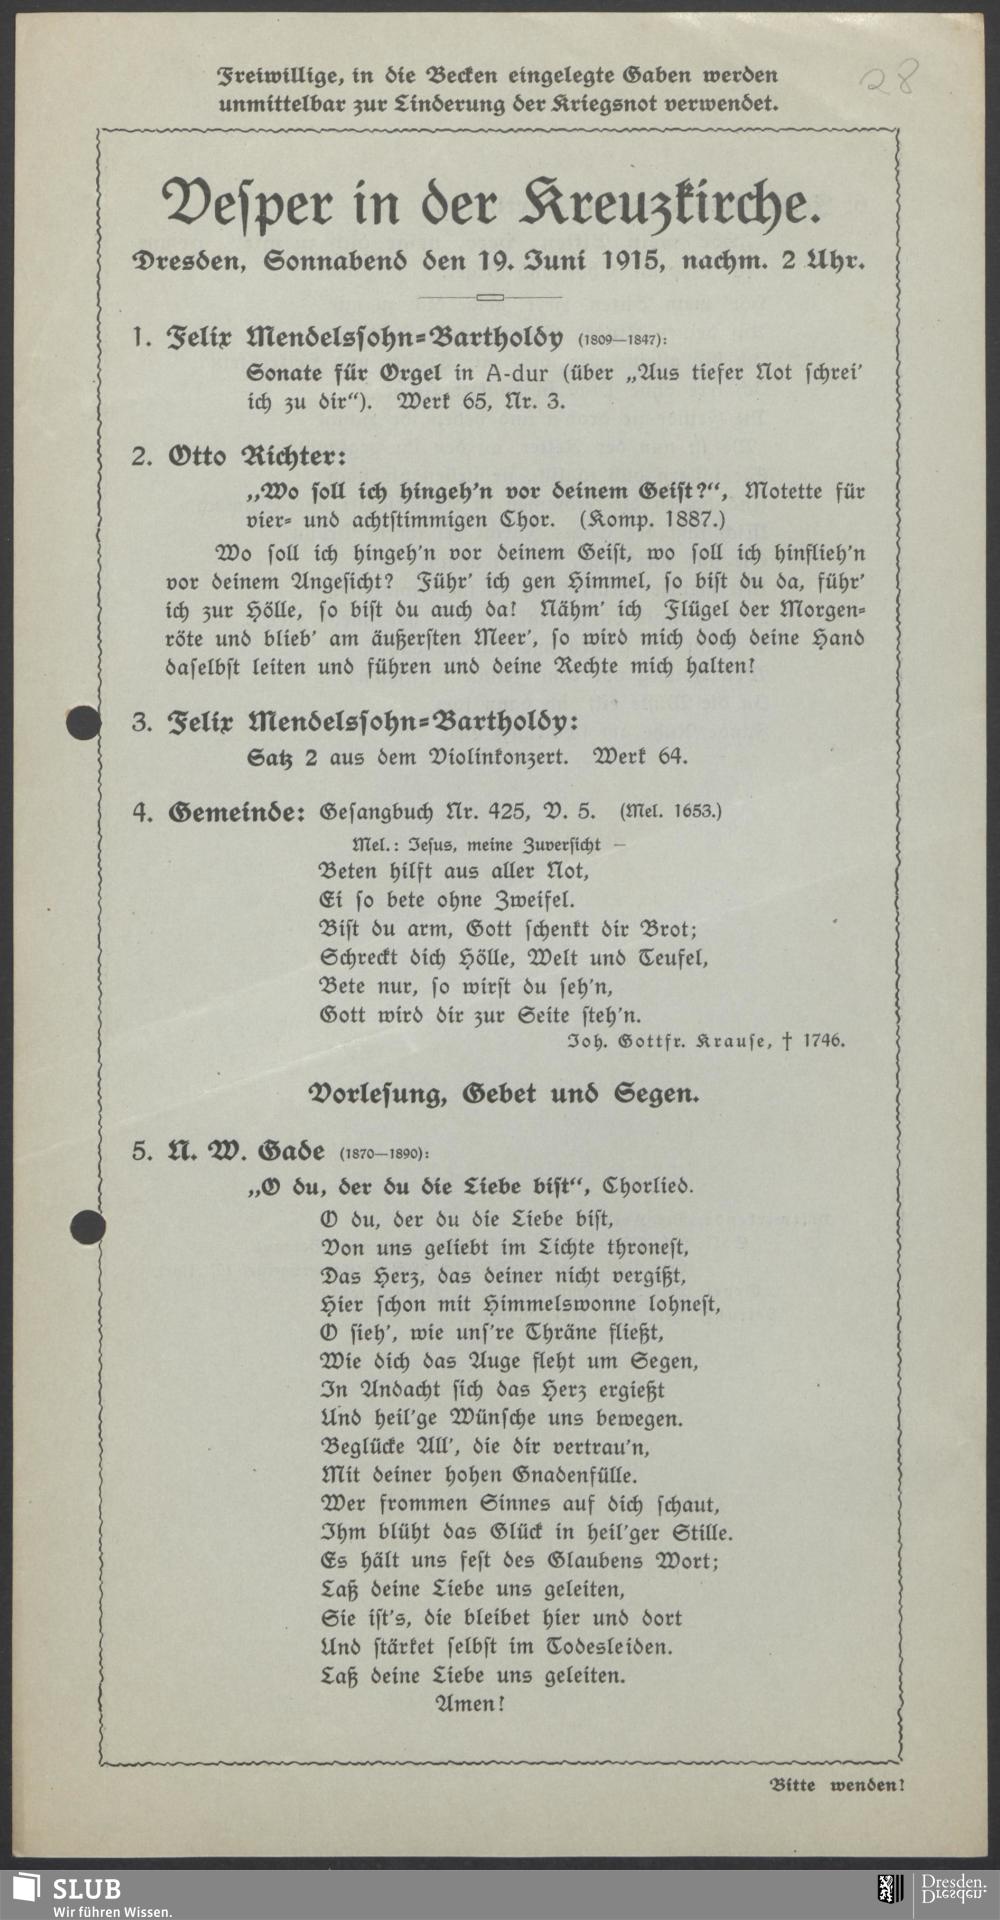 Freiwillige, in die Becken eingelegte Gaben werden
unmittelbar zur Linderung der Kriegsnot verwendet.
28
Vesper in der Kreuzkirche.
Dresden, Sonnabend den 19. Juni 1915, nachm. 2 Uhr.
1. Felix Mendelssohn=Bartholdy (1809—1847):
Sonate für Orgel in A-dur (über „Aus tiefer Not schrei'
ich zu dir“). Werk 65, Nr. 3.
2. Otto Richter:
„Wo soll ich hingeh'n vor deinem Geist?“, Motette für
vier= und achtstimmigen Chor. (Komp. 1887.)
Wo soll ich hingeh'n vor deinem Geist, wo soll ich hinflieh'n
vor deinem Angesicht? Führ' ich gen Himmel, so bist du da, führ'
ich zur Hölle, so bist du auch da! Nähm' ich Flügel der Morgen=
röte und blieb' am äußersten Meer', so wird mich doch deine Hand
daselbst leiten und führen und deine Rechte mich halten!
3. Felix Mendelssohn=Bartholdy:
Satz 2 aus dem Violinkonzert. Werk 64.
4. Gemeinde: Gesangbuch Nr. 425, V. 5. (Mel. 1653.)
Mel.: Jesus, meine Zuversicht —
Beten hilft aus aller Not,
Ei so bete ohne Zweifel.
Bist du arm, Gott schenkt dir Brot;
Schreckt dich Hölle, Welt und Teufel,
Bete nur, so wirst du seh'n,
Gott wird dir zur Seite steh'n.
Joh. Gottfr. Krause, † 1746.
Vorlesung, Gebet und Segen.
5. N. W. Gade (1870—1890):
„O du, der du die Liebe bist“, Chorlied.
O du, der du die Liebe bist,
Von uns geliebt im Lichte thronest,
Das Herz, das deiner nicht vergißt,
Hier schon mit Himmelswonne lohnest,
O sieh', wie uns're Thräne fließt,
Wie dich das Auge fleht um Segen,
In Andacht sich das Herz ergießt
Und heil'ge Wünsche uns bewegen.
Beglücke All', die dir vertrau'n,
Mit deiner hohen Gnadenfülle.
Wer frommen Sinnes auf dich schaut,
Ihm blüht das Glück in heil'ger Stille.
Es hält uns fest des Glaubens Wort;
Laß deine Liebe uns geleiten,
Sie ist's, die bleibet hier und dort
Und stärket selbst im Todesleiden.
Laß deine Liebe uns geleiten.
Amen!
Bitte wenden!
SLUB
Wir führen Wissen.
Dresden.
Dresden.